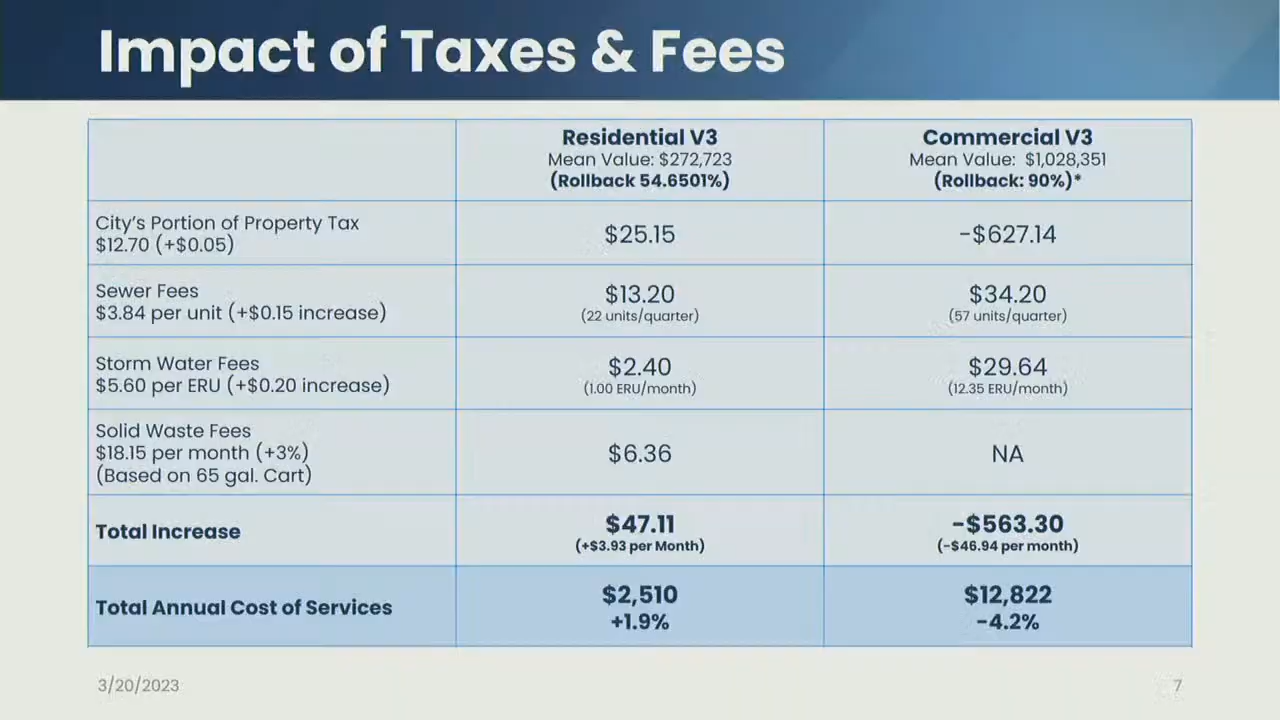 Impact of Taxes & Fees
Residential V3
Mean Value: $272,723
(Rollback 54.6501%)
Commercial V3
Mean Value: $1,028,351
(Rollback: 90%)*
City's Portion of Property Tax
$12.70 (+$0.05)
$25.15
-$627.14
Sewer Fees
$3.84 per unit (+$0.15 increase)
$13.20
(22 units/quarter)
$34.20
(57 units/quarter)
Storm Water Fees
$5.60 per ERU (+$0.20 increase)
$2.40
(1.00 ERU/month)
$29.64
(12.35 ERU/month)
Solid Waste Fees
$18.15 per month (+3%)
(Based on 65 gal. Cart)
$6.36
NA
Total Increase
$47.11
(+$3.93 per Month)
-$563.30
(-$46.94 per month)
Total Annual Cost of Services
$2,510
+1.9%
$12,822
-4.2%
3/20/2023
7